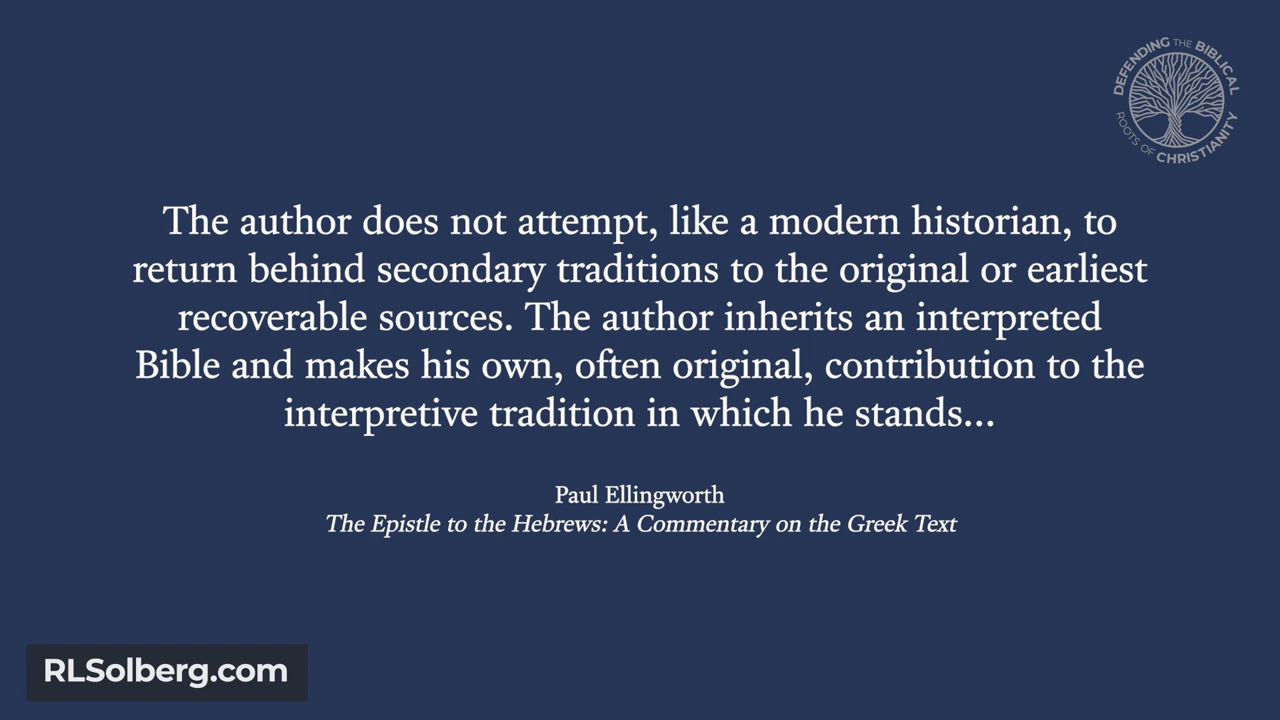 DEFENDING THE BIBLICAL
ROOTS OF CHRISTIANITY
The author does not attempt, like a modern historian, to
return behind secondary traditions to the original or earliest
recoverable sources. The author inherits an interpreted
Bible and makes his own, often original, contribution to the
interpretive tradition in which he stands...
Paul Ellingworth
The Epistle to the Hebrews: A Commentary on the Greek Text
RLSolberg.com